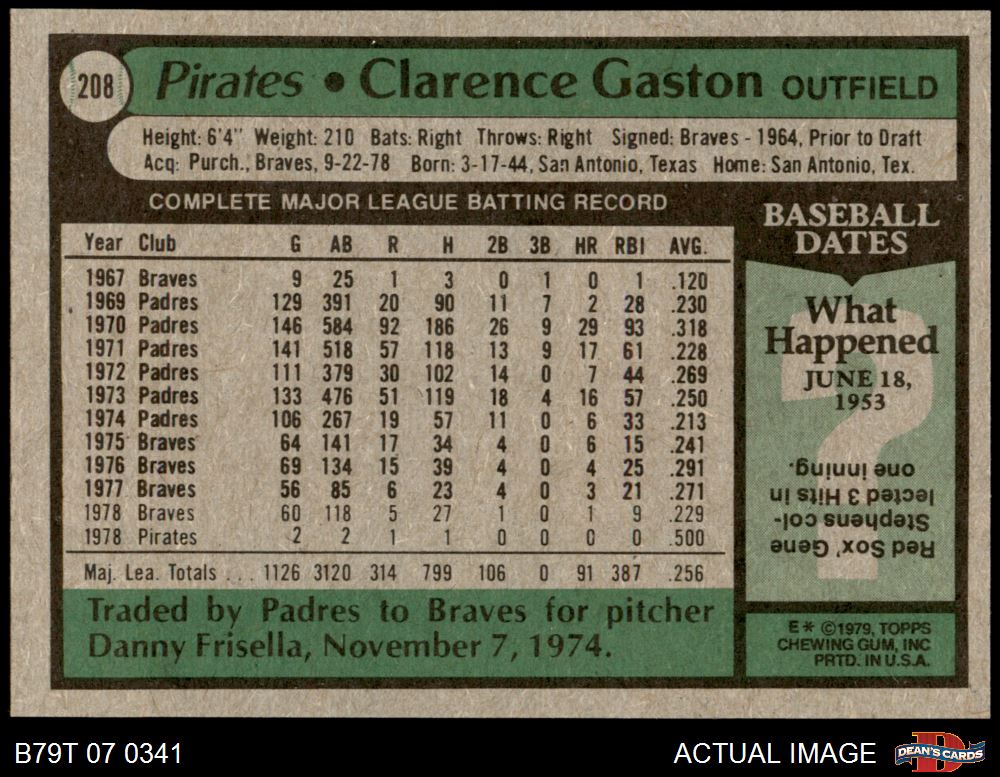 208
Pirates • Clarence Gaston OUTFIELD
Height: 6'4" Weight: 210 Bats: Right Throws: Right Signed: Braves - 1964, Prior to Draft
Acq: Purch., Braves, 9-22-78 Born: 3-17-44, San Antonio, Texas Home: San Antonio, Tex.
COMPLETE MAJOR LEAGUE BATTING RECORD
Year Club G AB R H 2B 3B HR RBI AVG.
1967 Braves 9 25 1 3 0 1 0 1 .120
1969 Padres 129 391 20 90 11 7 2 28 .230
1970 Padres 146 584 92 186 26 9 29 93 .318
1971 Padres 141 518 57 118 13 9 17 61 .228
1972 Padres 111 379 30 102 14 0 7 44 .269
1973 Padres 133 476 51 119 18 4 16 57 .250
1974 Padres 106 267 19 57 11 0 6 33 .213
1975 Braves 64 141 17 34 4 0 6 15 .241
1976 Braves 69 134 15 39 4 0 4 25 .291
1977 Braves 56 85 6 23 4 0 3 21 .271
1978 Braves 60 118 5 27 1 0 1 9 .229
1978 Pirates 2 2 1 1 0 0 0 0 .500
Maj. Lea. Totals . . . 1126 3120 314 799 106 0 91 387 .256
Traded by Padres to Braves for pitcher
Danny Frisella, November 7, 1974.
BASEBALL
DATES
What
Happened
JUNE 18,
1953
?
Red Sox' Gene
Stephens col-
lected 3 Hits in
one inning.
E* ©1979, TOPPS
CHEWING GUM, INC
PRTD. IN U.S.A.
B79T 07 0341
ACTUAL IMAGE
D
DEAN'S CARDS